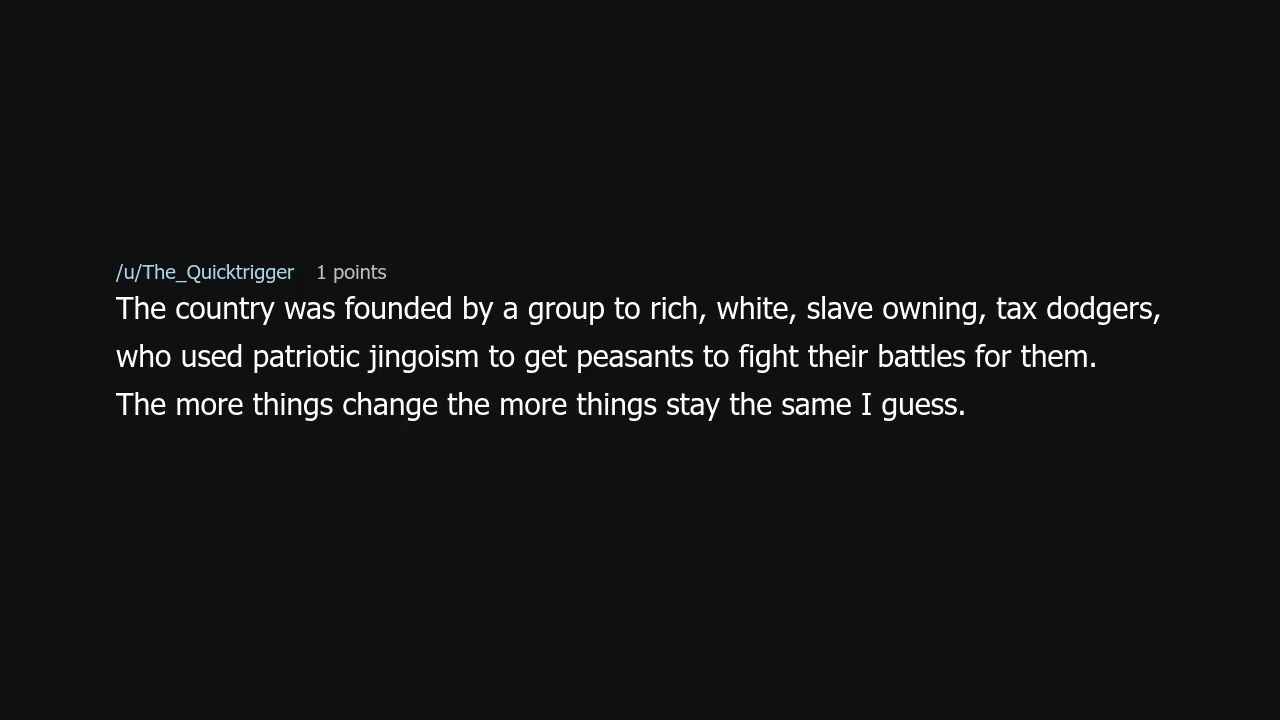 /u/The_Quicktrigger 1 points
The country was founded by a group to rich, white, slave owning, tax dodgers,
who used patriotic jingoism to get peasants to fight their battles for them.
The more things change the more things stay the same I guess.